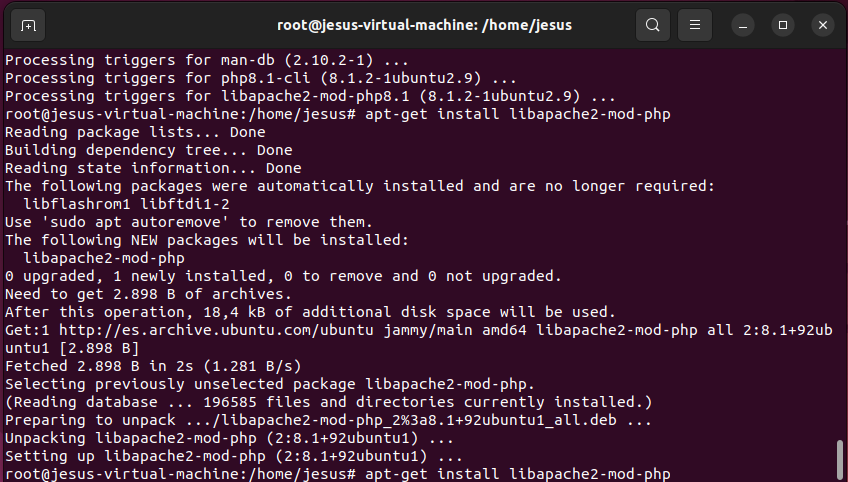 root@jesus-virtual-machine: /home/jesus
Processing triggers for man-db (2.10.2-1) ...
Processing triggers for php8.1-cli (8.1.2-1ubuntu2.9) ...
Processing triggers for libapache2-mod-php8.1 (8.1.2-1ubuntu2.9) ...
root@jesus-virtual-machine:/home/jesus# apt-get install libapache2-mod-php
Reading package lists... Done
Building dependency tree... Done
Reading state information... Done
The following packages were automatically installed and are no longer required:
  libflashrom1 libftdi1-2
Use 'sudo apt autoremove' to remove them.
The following NEW packages will be installed:
  libapache2-mod-php
0 upgraded, 1 newly installed, 0 to remove and 0 not upgraded.
Need to get 2.898 B of archives.
After this operation, 18,4 kB of additional disk space will be used.
Get:1 http://es.archive.ubuntu.com/ubuntu jammy/main amd64 libapache2-mod-php all 2:8.1+92ub
untu1 [2.898 B]
Fetched 2.898 B in 2s (1.281 B/s)
Selecting previously unselected package libapache2-mod-php.
(Reading database ... 196585 files and directories currently installed.)
Preparing to unpack .../libapache2-mod-php_2%3a8.1+92ubuntu1_all.deb ...
Unpacking libapache2-mod-php (2:8.1+92ubuntu1) ...
Setting up libapache2-mod-php (2:8.1+92ubuntu1) ...
root@jesus-virtual-machine:/home/jesus# apt-get install libapache2-mod-php